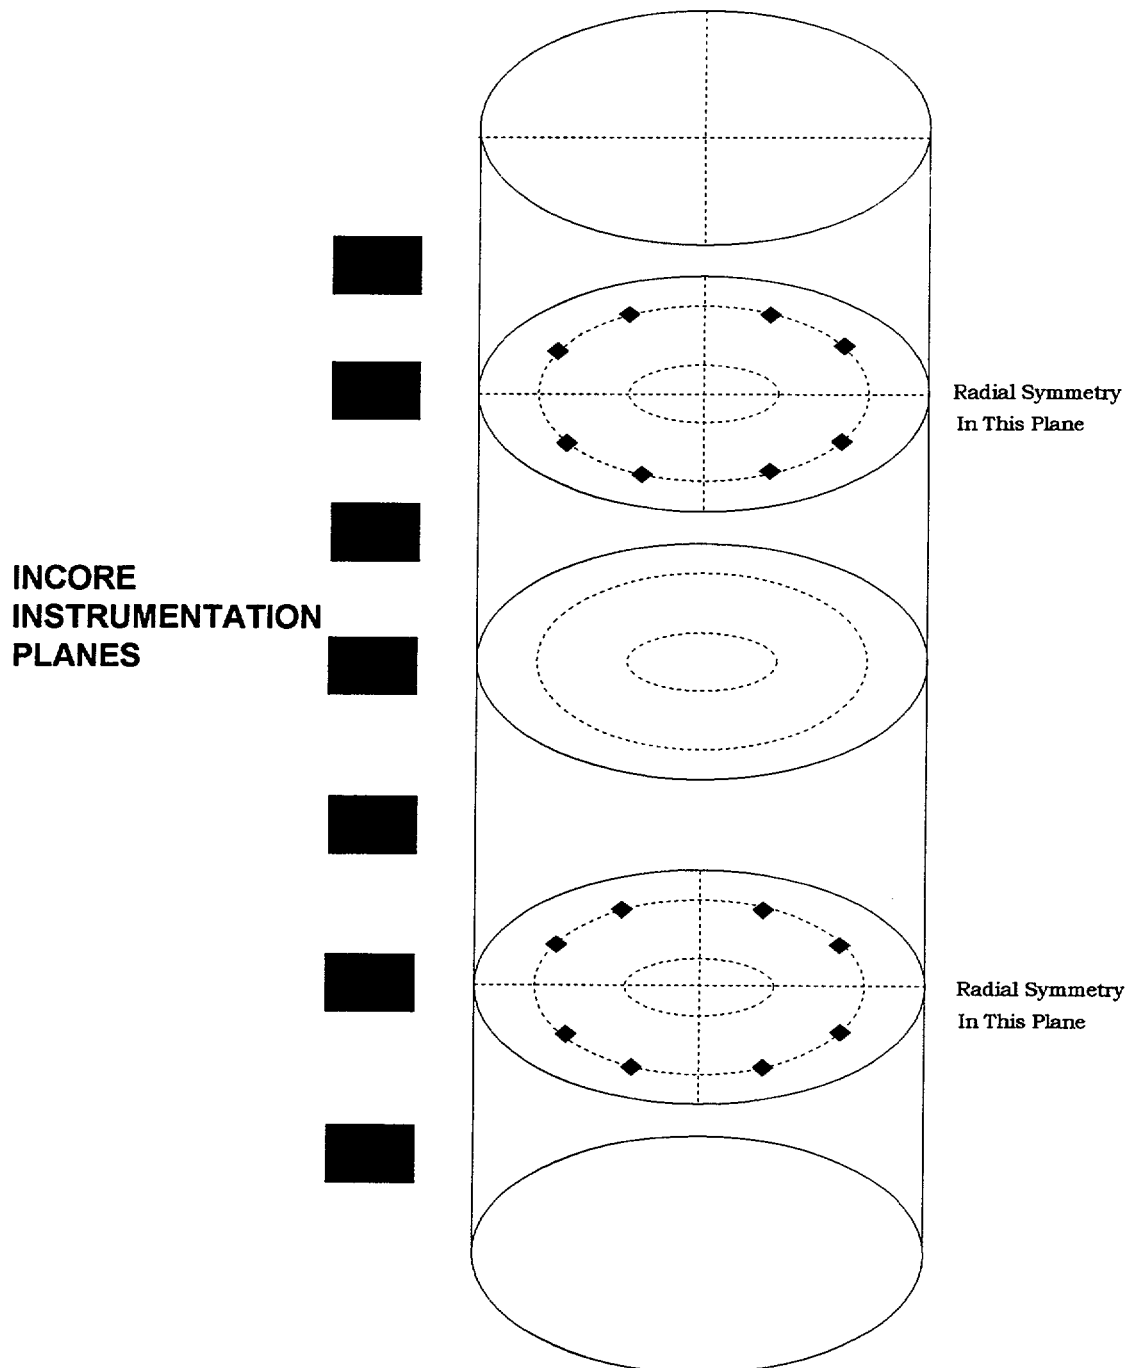 Radial Symmetry
In This Plane
INCORE
INSTRUMENTATION
PLANES
Radial Symmetry
In This Plane